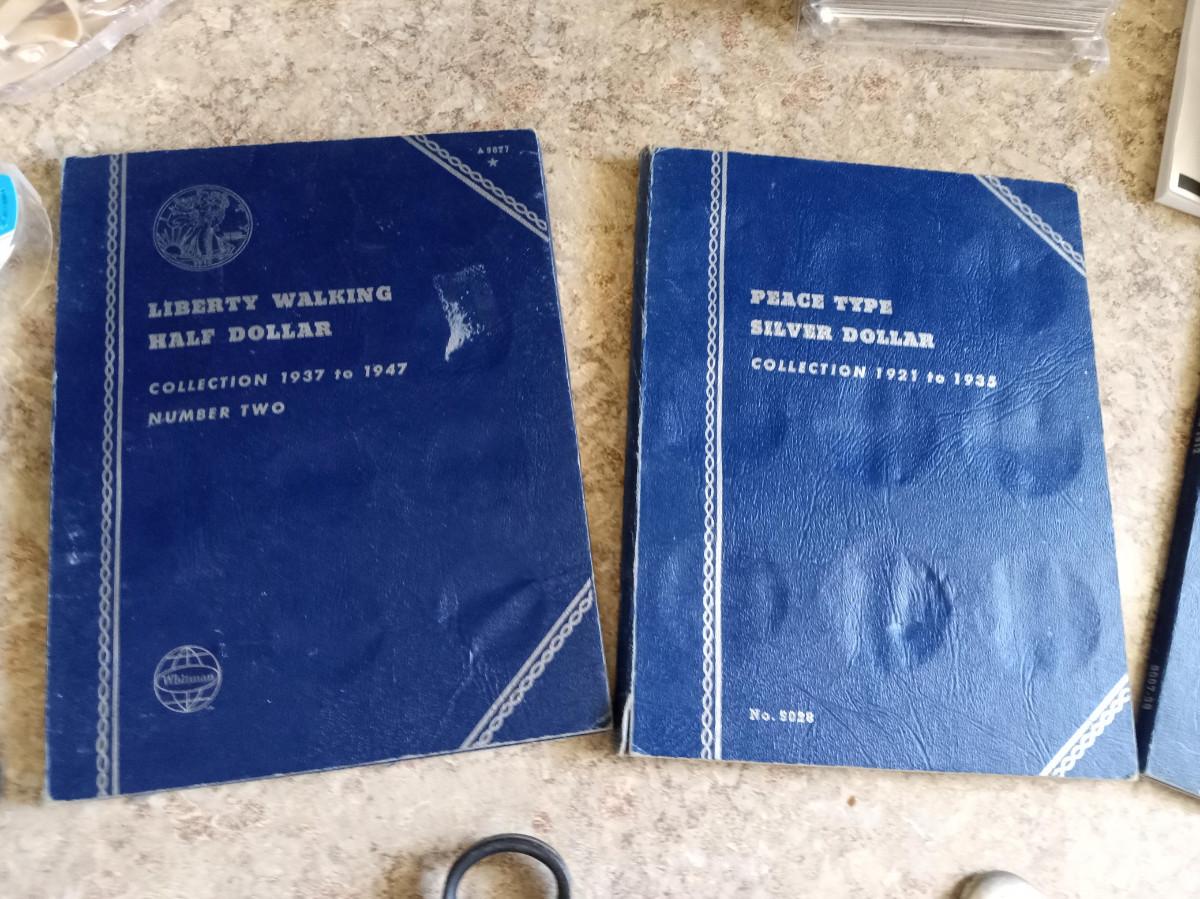 A 9027
LIBERTY WALKING
HALF DOLLAR
COLLECTION 1937 to 1947
NUMBER TWO
Whitman
PEACE TYPE
SILVER DOLLAR
COLLECTION 1921 to 1935
No. 9028